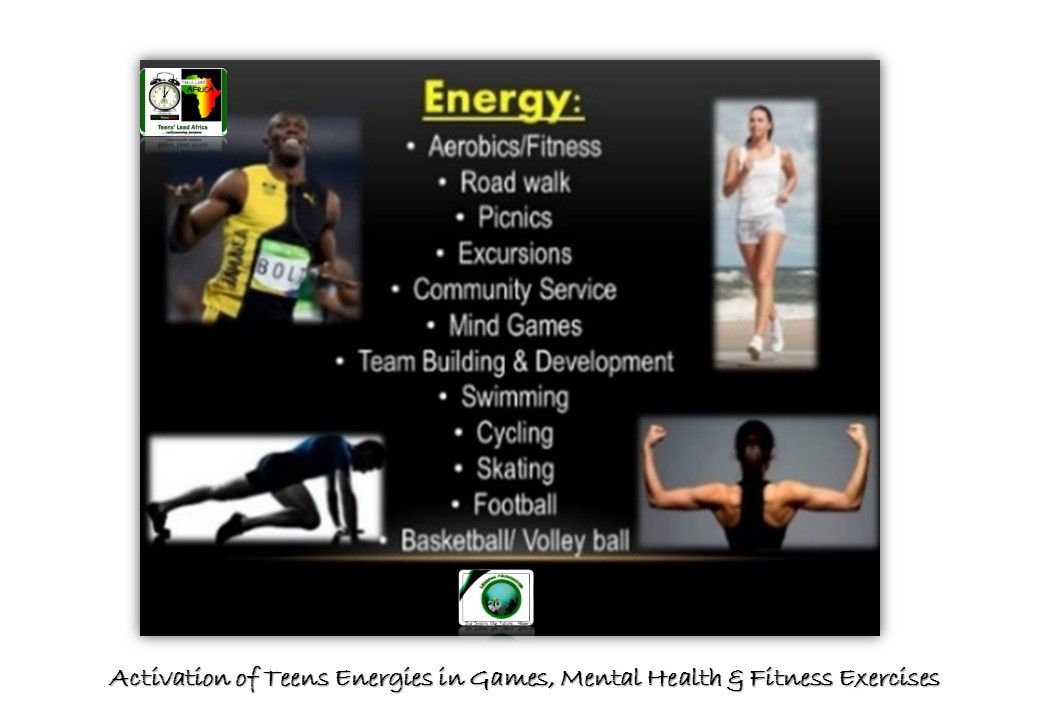 TEENS LEAD
AFRICA
Teens' Lead Africa
Energy:
• Aerobics/Fitness
• Road walk
• Picnics
• Excursions
• Community Service
• Mind Games
• Team Building & Development
• Swimming
• Cycling
• Skating
• Football
• Basketball/ Volley ball
JAMAICA
BOLT
Activation of Teens Energies in Games, Mental Health & Fitness Exercises